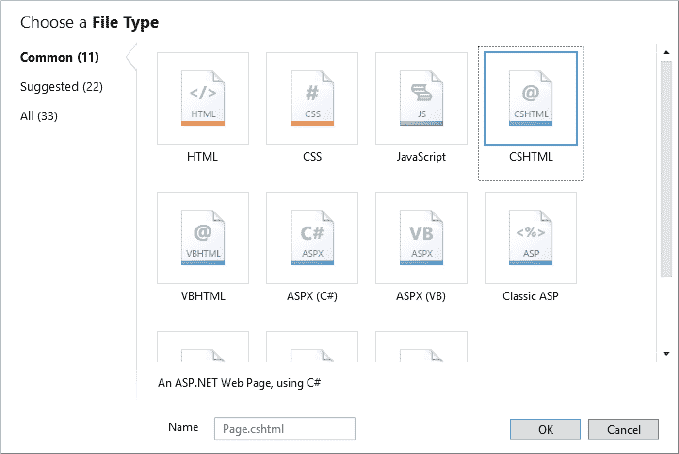 Choose a File Type
Common (11)
Suggested (22)
All (33)
</> # JS @
HTML CSS CSHTML
HTML CSS JavaScript CSHTML
@ C# VB <%>
VBHTML ASPX ASPX ASP
VBHTML ASPX (C#) ASPX (VB) Classic ASP
An ASP.NET Web Page, using C#
Name Page.cshtml OK Cancel